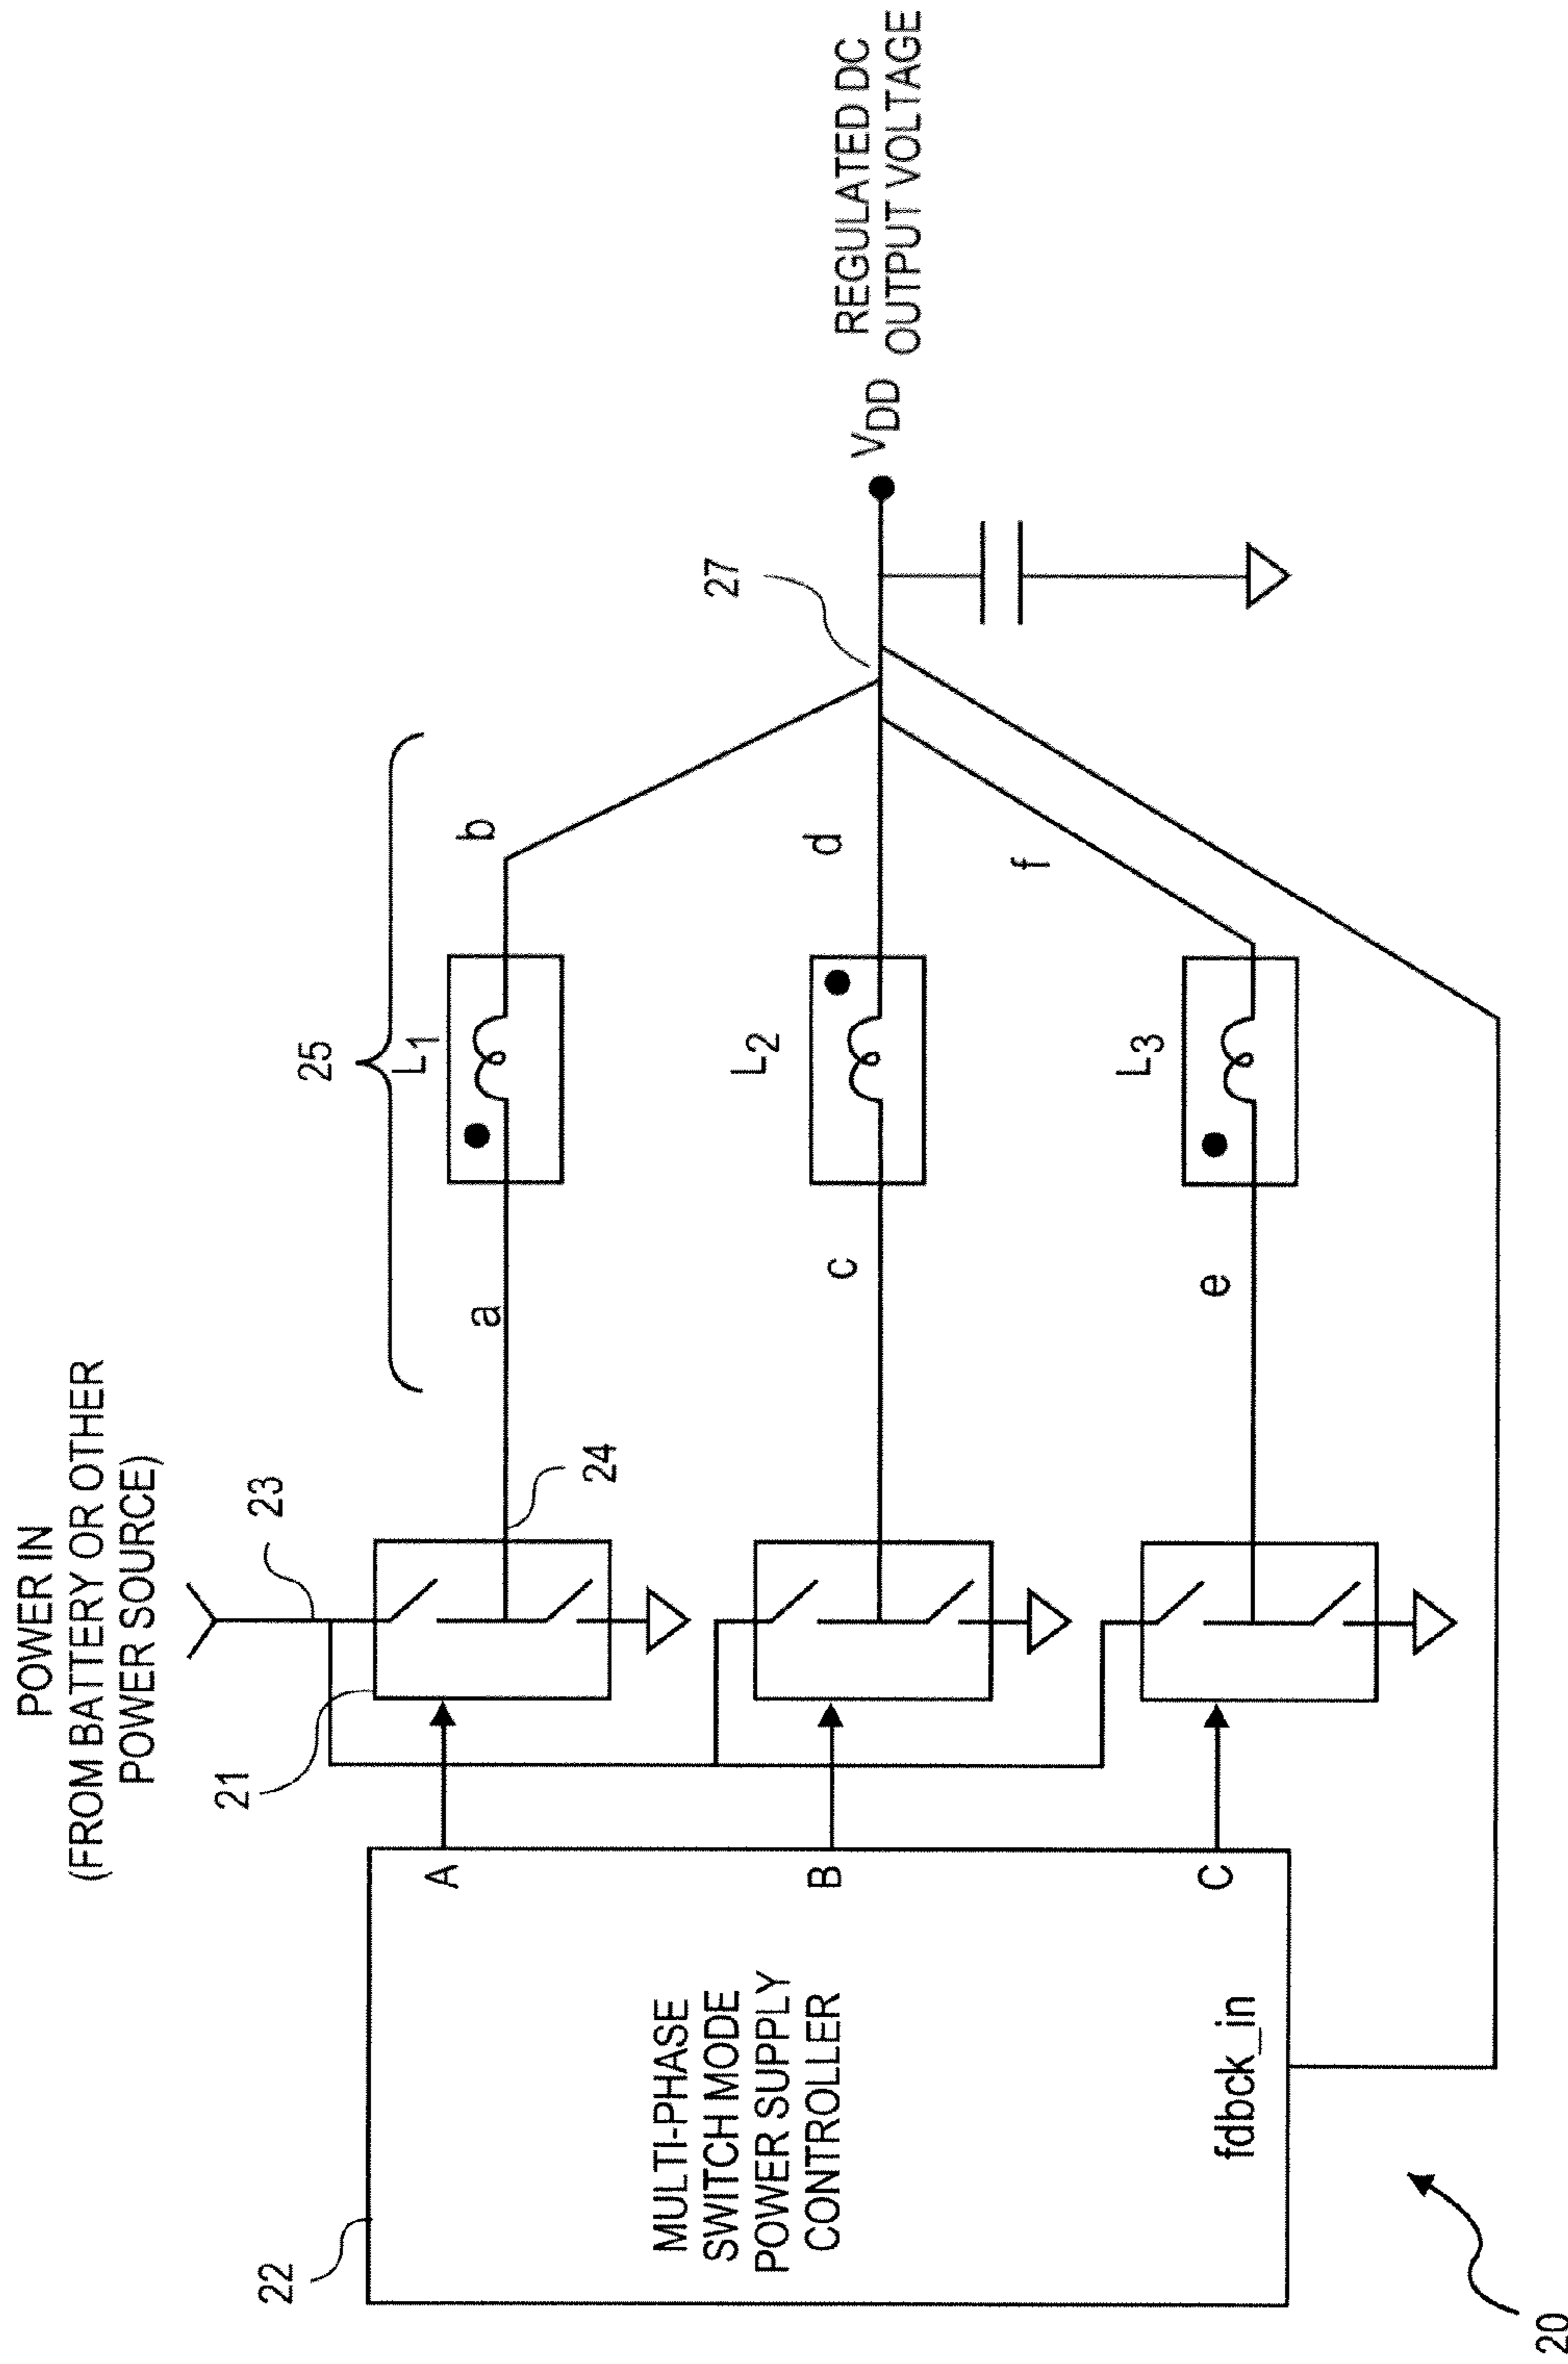 POWER IN
(FROM BATTERY OR OTHER
POWER SOURCE)
23
21
24
25
22
MULTI-PHASE
SWITCH MODE
POWER SUPPLY
CONTROLLER
A
B
C
fdbck_in
a
L1
b
c
L2
d
e
L3
f
27
VDD
REGULATED DC
OUTPUT VOLTAGE
20